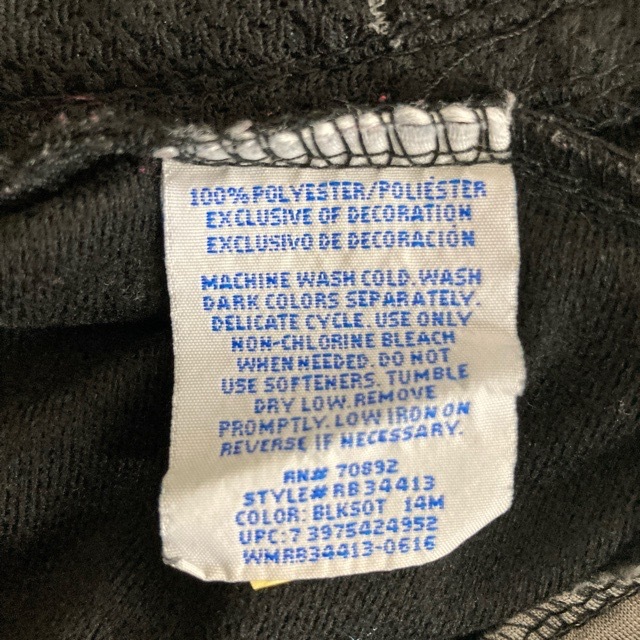 100% POLYESTER/POLIÉSTER
EXCLUSIVE OF DECORATION
EXCLUSIVO DE DECORACIÓN
MACHINE WASH COLD. WASH
DARK COLORS SEPARATELY.
DELICATE CYCLE. USE ONLY
NON-CHLORINE BLEACH
WHEN NEEDED. DO NOT
USE SOFTENERS. TUMBLE
DRY LOW. REMOVE
PROMPTLY. LOW IRON ON
REVERSE IF NECESSARY.
RN# 70892
STYLE# RB34413
COLOR: BLKSOT 14M
UPC: 7 3975424952
WMRB34413-0616